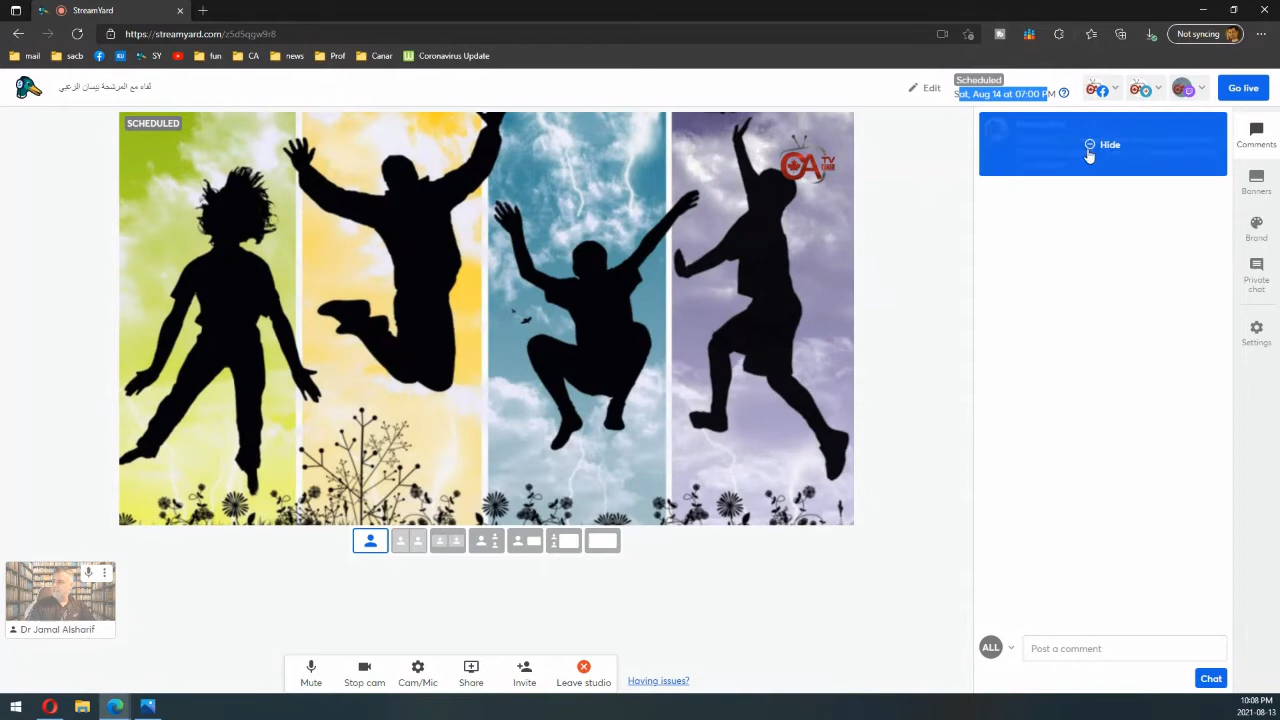 StreamYard
https://streamyard.com/z5d5qgw9r8
Not syncing
mail
sacb
KU
SY
fun
CA
news
Prof
Canar
Coronavirus Update
لقاء مع المرشحة بيسان الزعبي
Edit
Scheduled
Sat, Aug 14 at 07:00 PM
Go live
SCHEDULED
CA TV
Hide
Comments
Banners
Brand
Private
chat
Settings
Dr Jamal Alsharif
ALL
Post a comment
Chat
Mute
Stop cam
Cam/Mic
Share
Invite
Leave studio
Having issues?
10:08 PM
2021-08-13